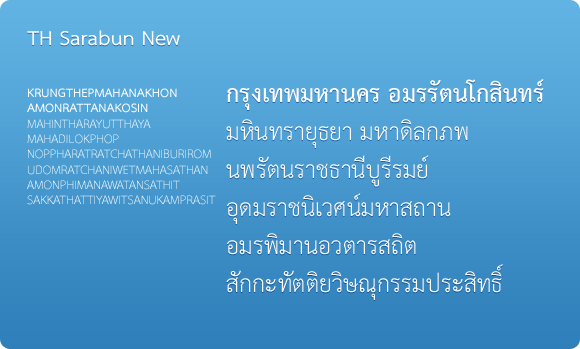 TH Sarabun New
KRUNGTHEPMAHANAKHON
AMONRATTANAKOSIN
MAHINTHARAYUTTHAYA
MAHADILOKPHOP
NOPPHARATRATCHATHANIBURIROM
UDOMRATCHANIWETMAHASATHAN
AMONPHIMANAWATANSATHIT
SAKKATHATTIYAWITSANUKAMPRASIT
กรุงเทพมหานคร อมรรัตนโกสินทร์
มหินทรายุธยา มหาดิลกภพ
นพรัตนราชธานีบูรีรมย์
อุดมราชนิเวศน์มหาสถาน
อมรพิมานอวตารสถิต
สักกะทัตติยวิษณุกรรมประสิทธิ์